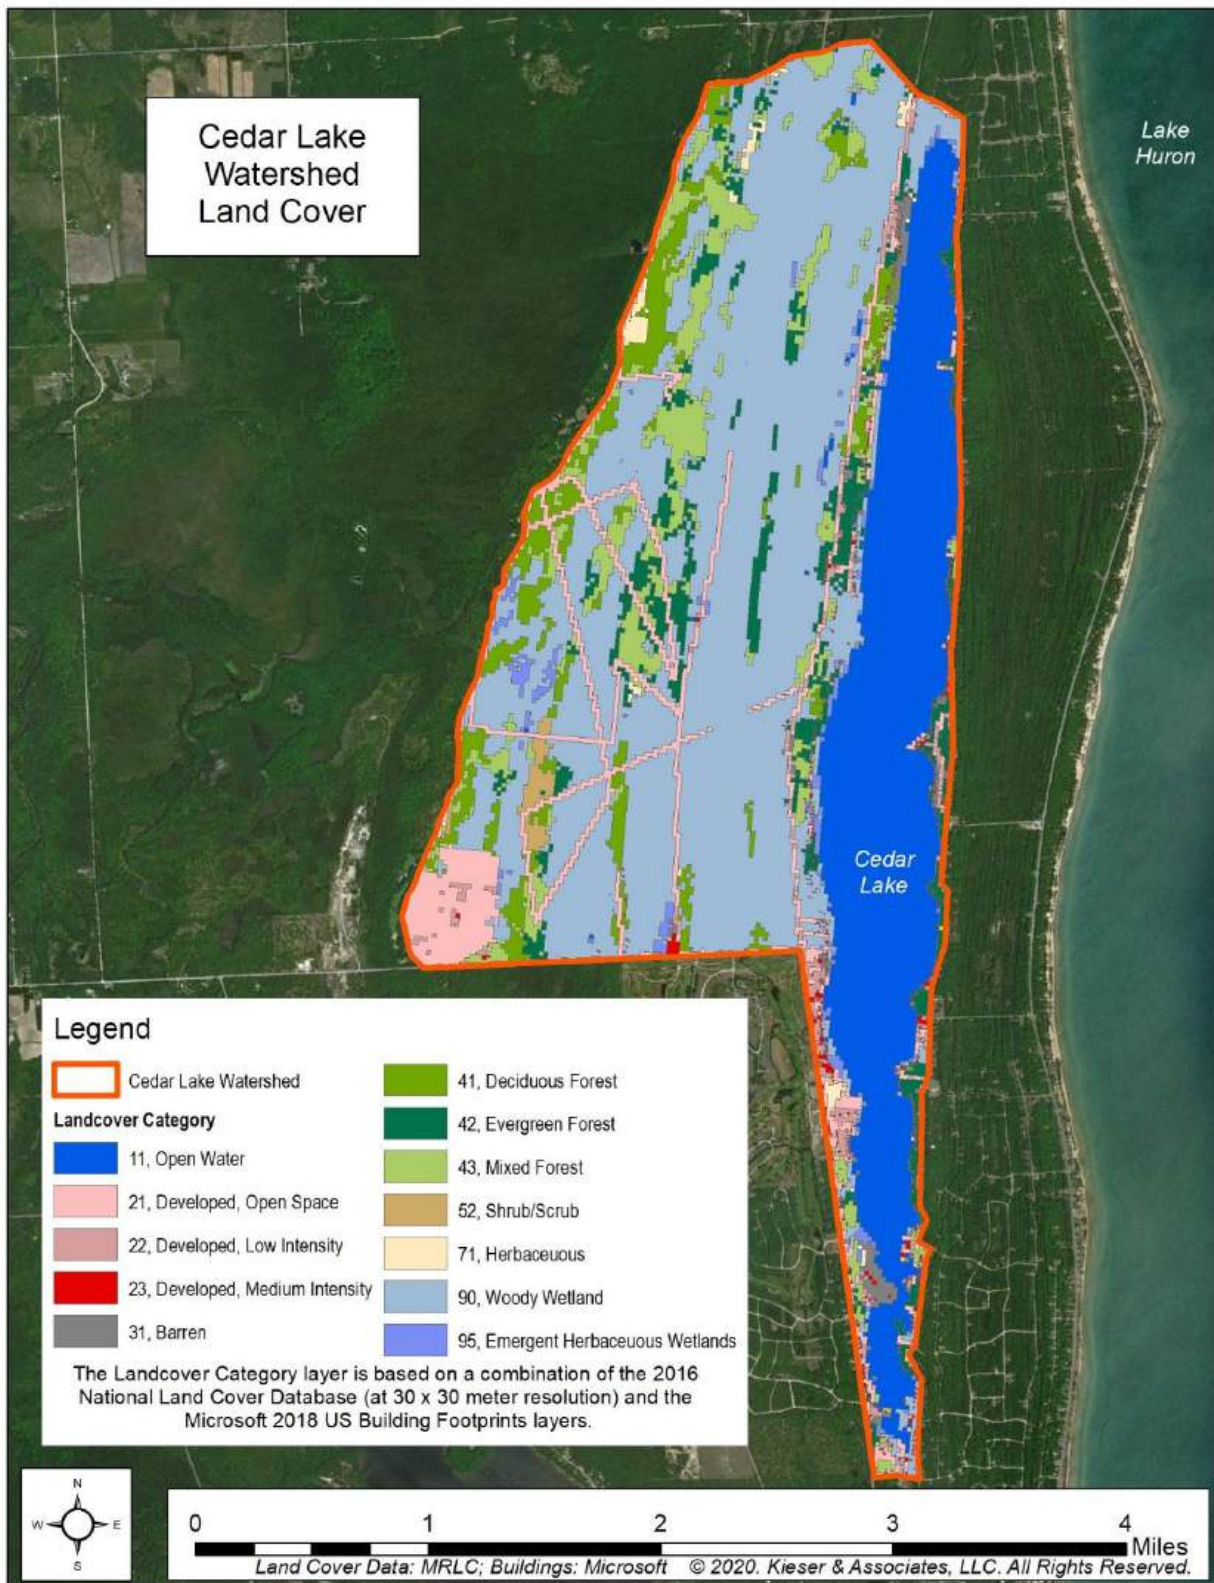 Cedar Lake
Watershed
Land Cover
Lake
Huron
Cedar
Lake
Legend
Cedar Lake Watershed
Landcover Category
11, Open Water
21, Developed, Open Space
22, Developed, Low Intensity
23, Developed, Medium Intensity
31, Barren
41, Deciduous Forest
42, Evergreen Forest
43, Mixed Forest
52, Shrub/Scrub
71, Herbaceuous
90, Woody Wetland
95, Emergent Herbaceuous Wetlands
The Landcover Category layer is based on a combination of the 2016
National Land Cover Database (at 30 x 30 meter resolution) and the
Microsoft 2018 US Building Footprints layers.
N
W E
S
0 1 2 3 4
Miles
Land Cover Data: MRLC; Buildings: Microsoft © 2020. Kieser & Associates, LLC. All Rights Reserved.